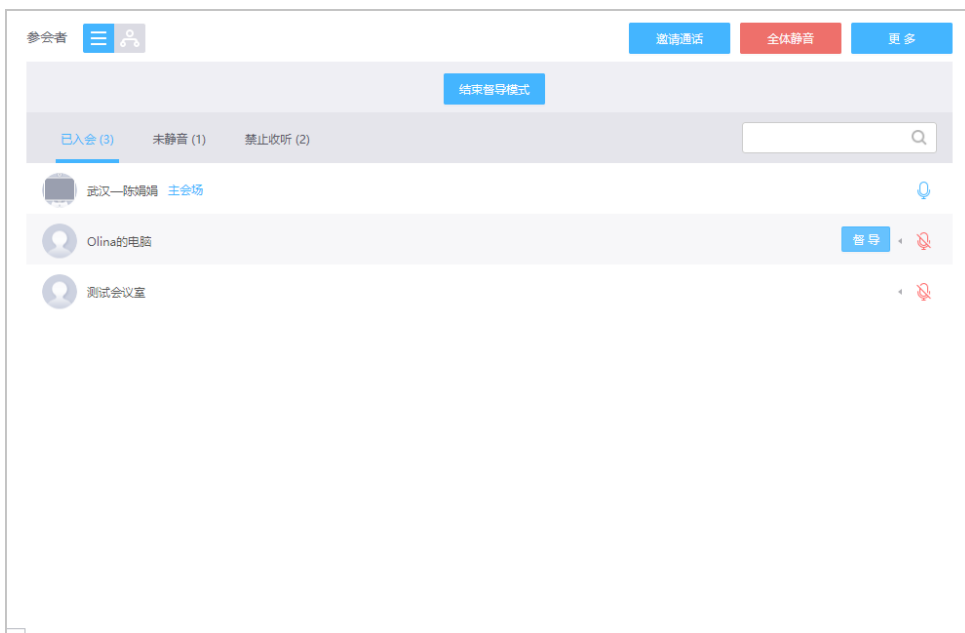 参会者 邀请通话 全体静音 更多
结束督导模式
已入会 (3) 未静音 (1) 禁止收听 (2)
武汉—陈娟娟 主会场
Olina的电脑 督导
测试会议室